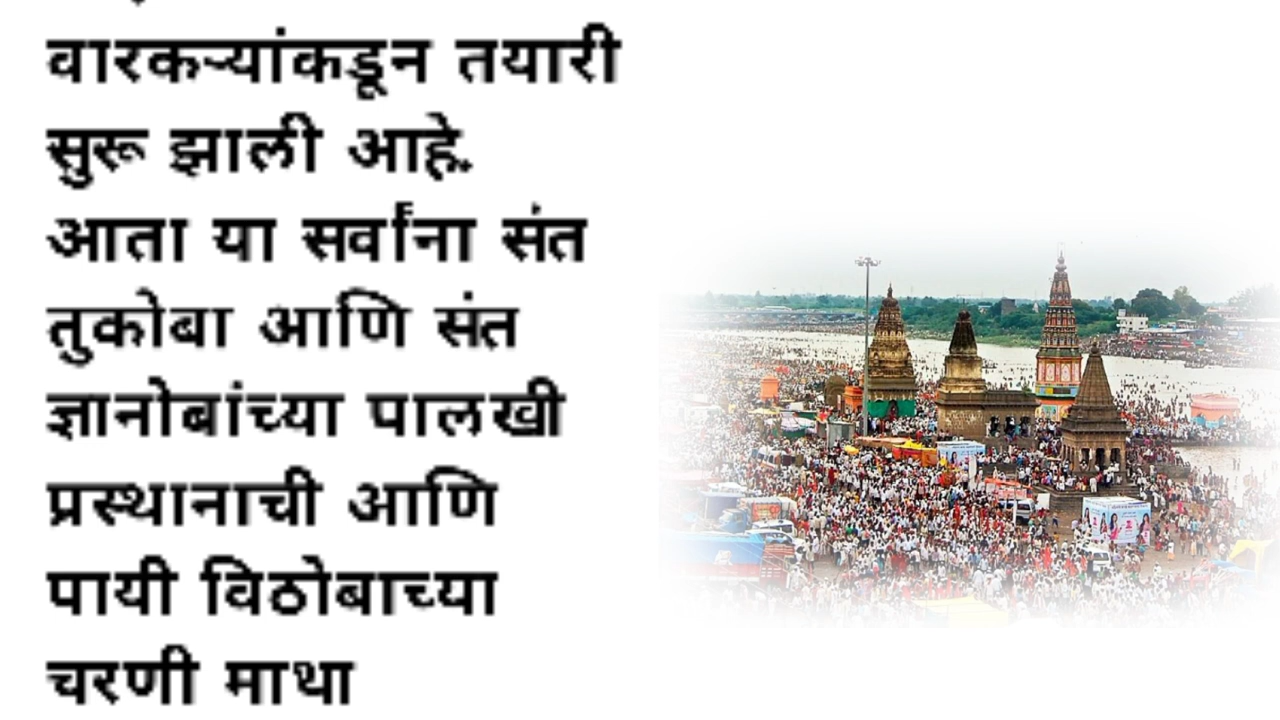 वारकऱ्यांकडून तयारी
सुरू झाली आहे.
आता या सर्वांना संत
तुकोबा आणि संत
ज्ञानोबांच्या पालखी
प्रस्थानाची आणि
पायी विठोबाच्या
चरणी माथा